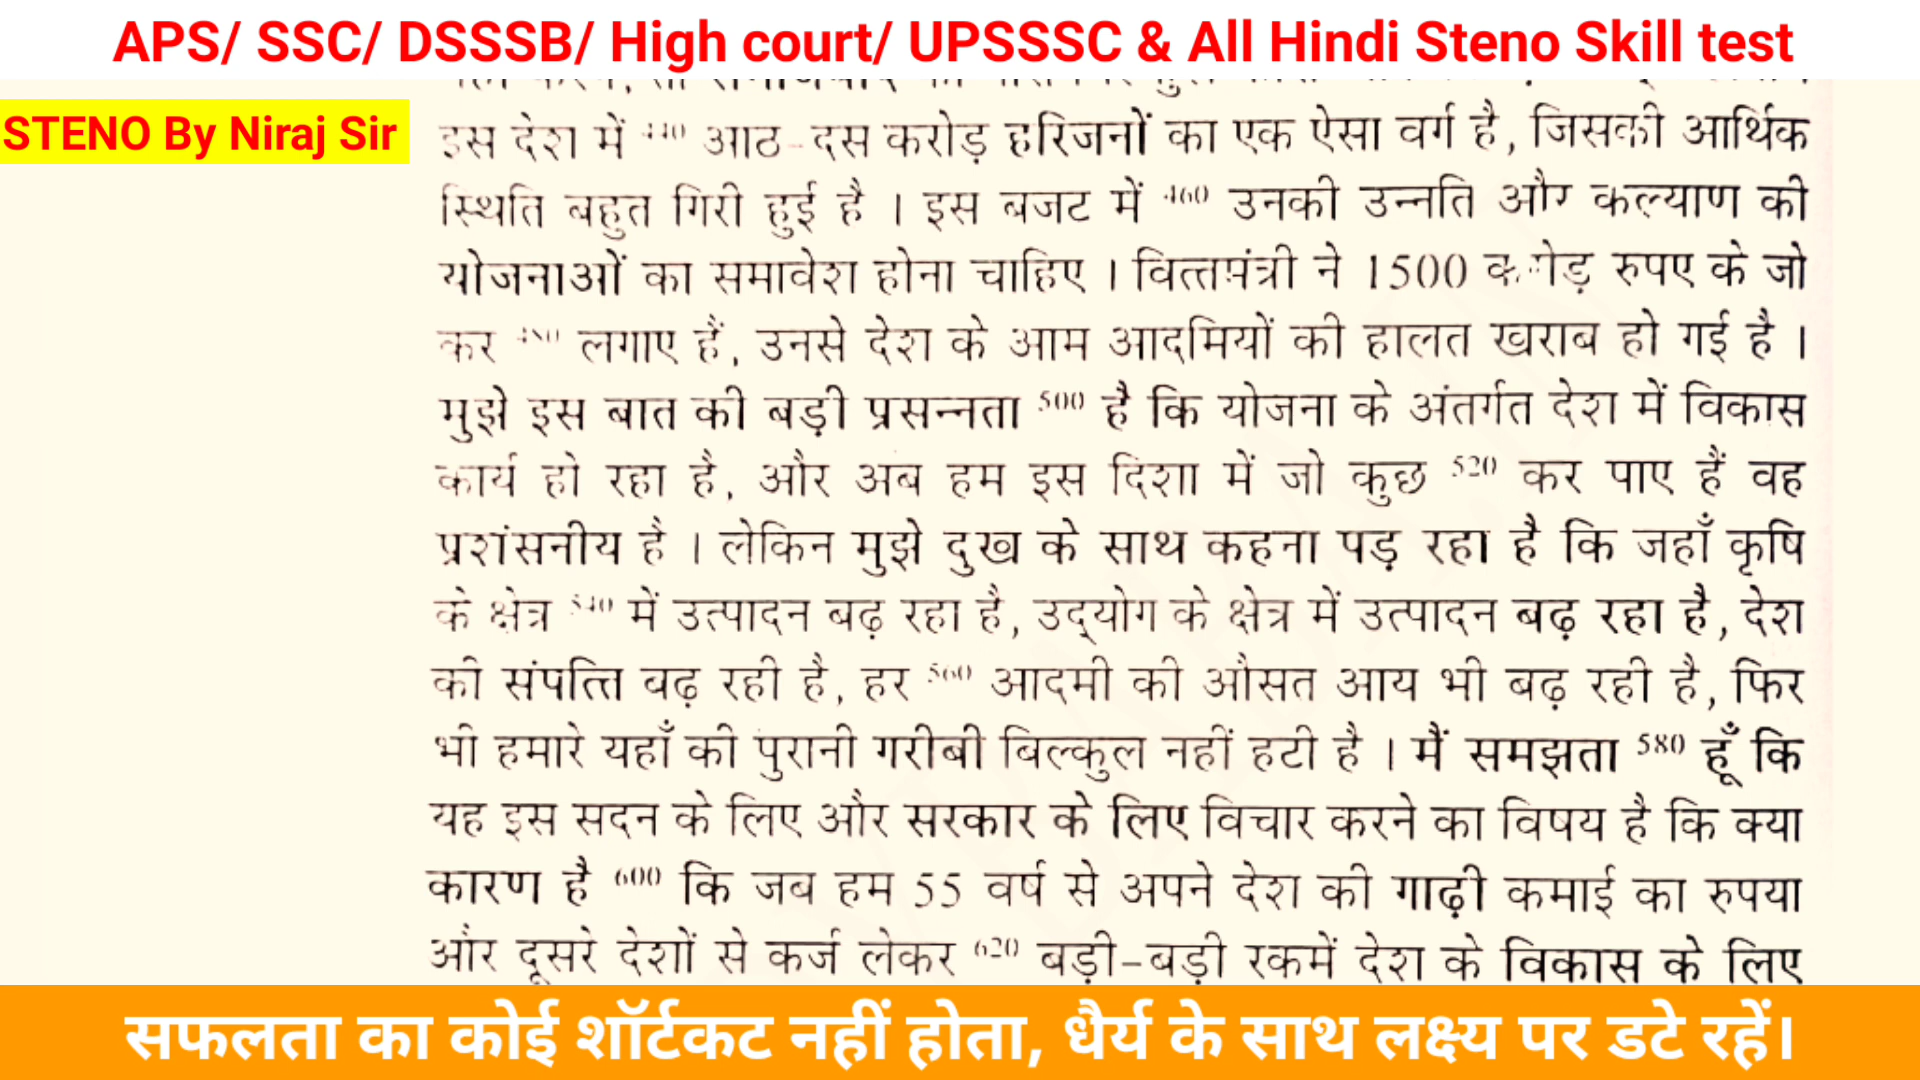 APS/ SSC/ DSSSB/ High court/ UPSSSC & All Hindi Steno Skill test
STENO By Niraj Sir
इस देश में 440 आठ-दस करोड़ हरिजनों का एक ऐसा वर्ग है, जिसकी आर्थिक
स्थिति बहुत गिरी हुई है । इस बजट में 460 उनकी उन्नति और कल्याण की
योजनाओं का समावेश होना चाहिए । वित्तमंत्री ने 1500 करोड़ रुपए के जो
कर 480 लगाए हैं, उनसे देश के आम आदमियों की हालत खराब हो गई है ।
मुझे इस बात की बड़ी प्रसन्नता 500 है कि योजना के अंतर्गत देश में विकास
कार्य हो रहा है, और अब हम इस दिशा में जो कुछ 520 कर पाए हैं वह
प्रशंसनीय है । लेकिन मुझे दुख के साथ कहना पड़ रहा है कि जहाँ कृषि
के क्षेत्र 540 में उत्पादन बढ़ रहा है, उद्योग के क्षेत्र में उत्पादन बढ़ रहा है, देश
की संपत्ति बढ़ रही है, हर 560 आदमी की औसत आय भी बढ़ रही है, फिर
भी हमारे यहाँ की पुरानी गरीबी बिल्कुल नहीं हटी है । मैं समझता 580 हूँ कि
यह इस सदन के लिए और सरकार के लिए विचार करने का विषय है कि क्या
कारण है 600 कि जब हम 55 वर्ष से अपने देश की गाढ़ी कमाई का रुपया
और दूसरे देशों से कर्ज लेकर 620 बड़ी-बड़ी रकमें देश के विकास के लिए
सफलता का कोई शॉर्टकट नहीं होता, धैर्य के साथ लक्ष्य पर डटे रहें।